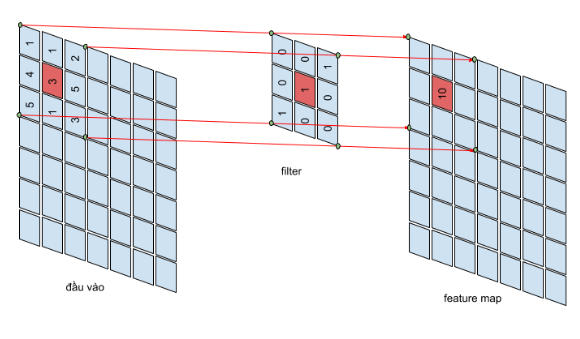 1 1 2
4 3 5
5 1 3
0 0 1
0 1 0
1 0 0
10
filter
đầu vào
feature map